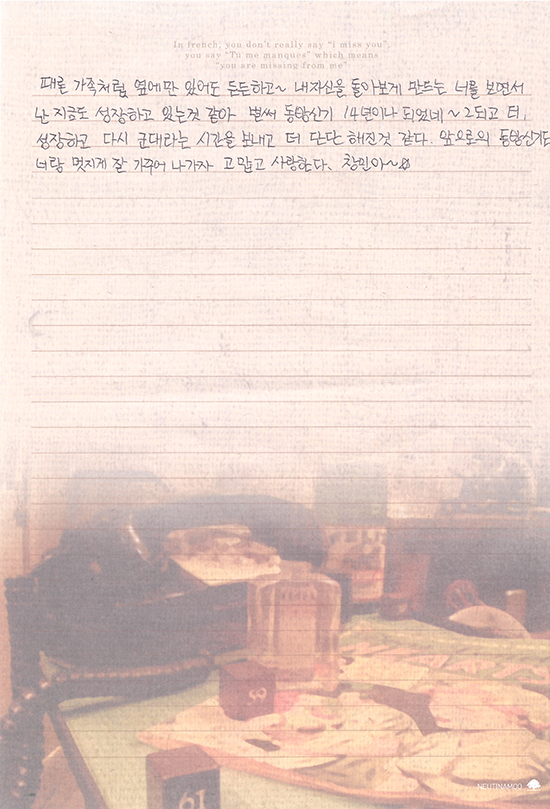 In french, you don't really say "i miss you",
you say "Tu me manques" which means
"you are missing from me"
때론 가족처럼 옆에만 있어도 든든하고~ 내자신을 돌아보게 만드는 너를 보면서
난 지금도 성장하고 있는것 같아 벌써 동방신기 14년이나 되었네 ~ 2되고 더,
성장하고 다시 군대라는 시간을 보내고 더 단단 해진것 같다. 앞으로의 동방신기도
너랑 멋지게 잘 가꾸어 나가자 고맙고 사랑한다、 창민아~
59
61
NEUTINAMOO